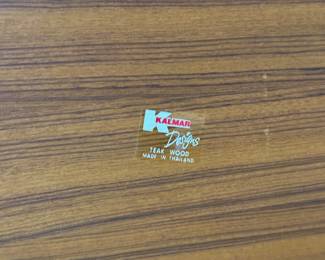 K KALMAR
Designs
TEAK WOOD
MADE IN THAILAND